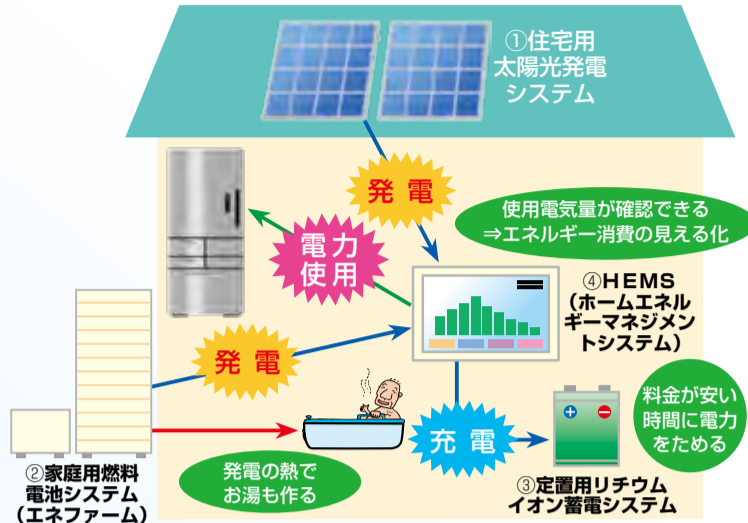 ①住宅用
太陽光発電
システム
発電
使用電気量が確認できる
⇒エネルギー消費の見える化
電力
使用
④HEMS
(ホームエネル
ギーマネジメン
トシステム)
発電
充電
料金が安い
時間に電力
をためる
②家庭用燃料
電池システム
(エネファーム)
発電の熱で
お湯も作る
③定置用リチウム
イオン蓄電システム